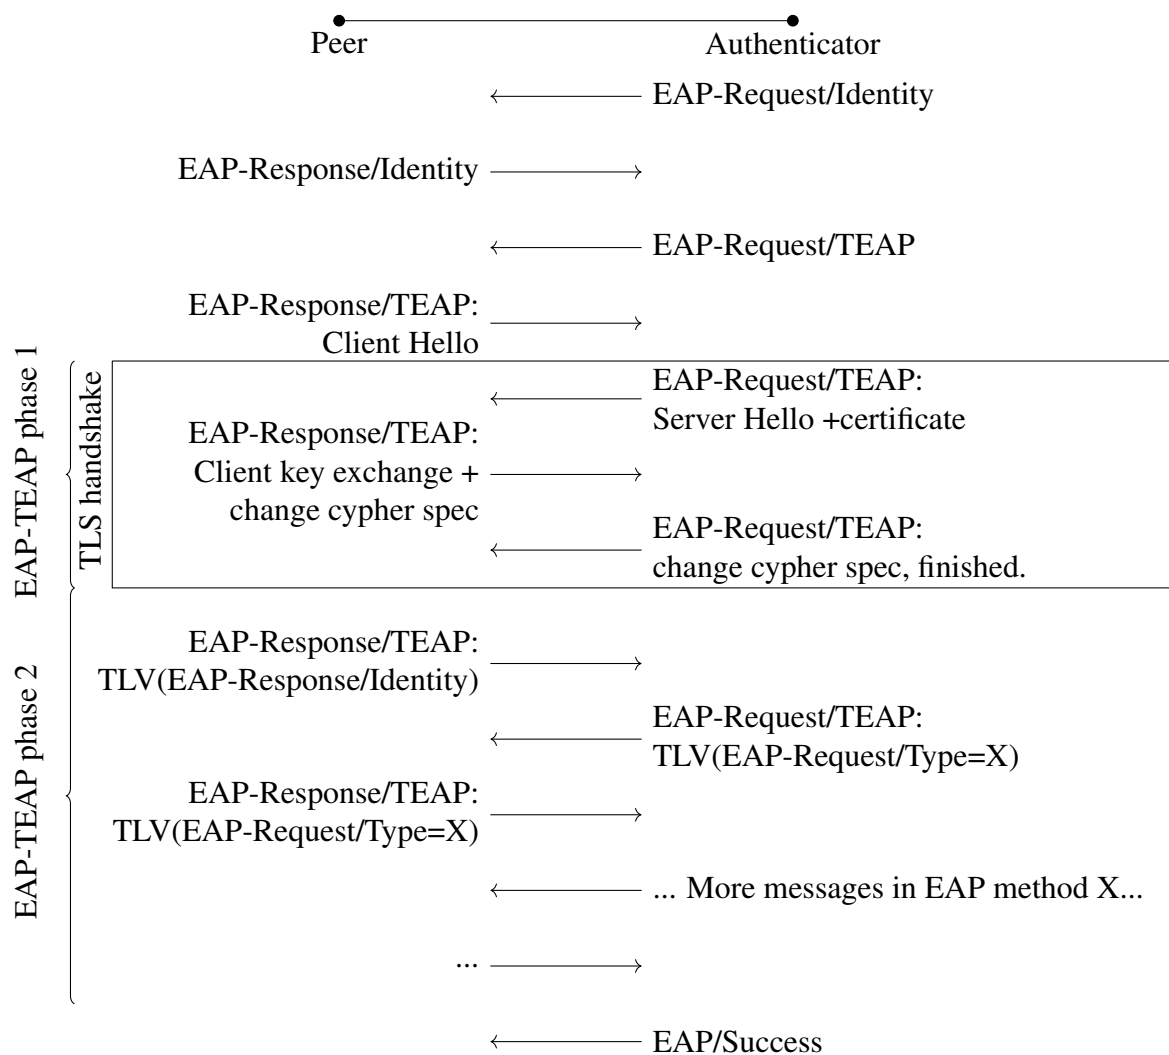 Peer
Authenticator
EAP-Request/Identity
EAP-Response/Identity
EAP-Request/TEAP
EAP-Response/TEAP:
Client Hello
EAP-TEAP phase 1
TLS handshake
EAP-Request/TEAP:
Server Hello +certificate
EAP-Response/TEAP:
Client key exchange +
change cypher spec
EAP-Request/TEAP:
change cypher spec, finished.
EAP-TEAP phase 2
EAP-Response/TEAP:
TLV(EAP-Response/Identity)
EAP-Request/TEAP:
TLV(EAP-Request/Type=X)
EAP-Response/TEAP:
TLV(EAP-Request/Type=X)
... More messages in EAP method X...
...
EAP/Success